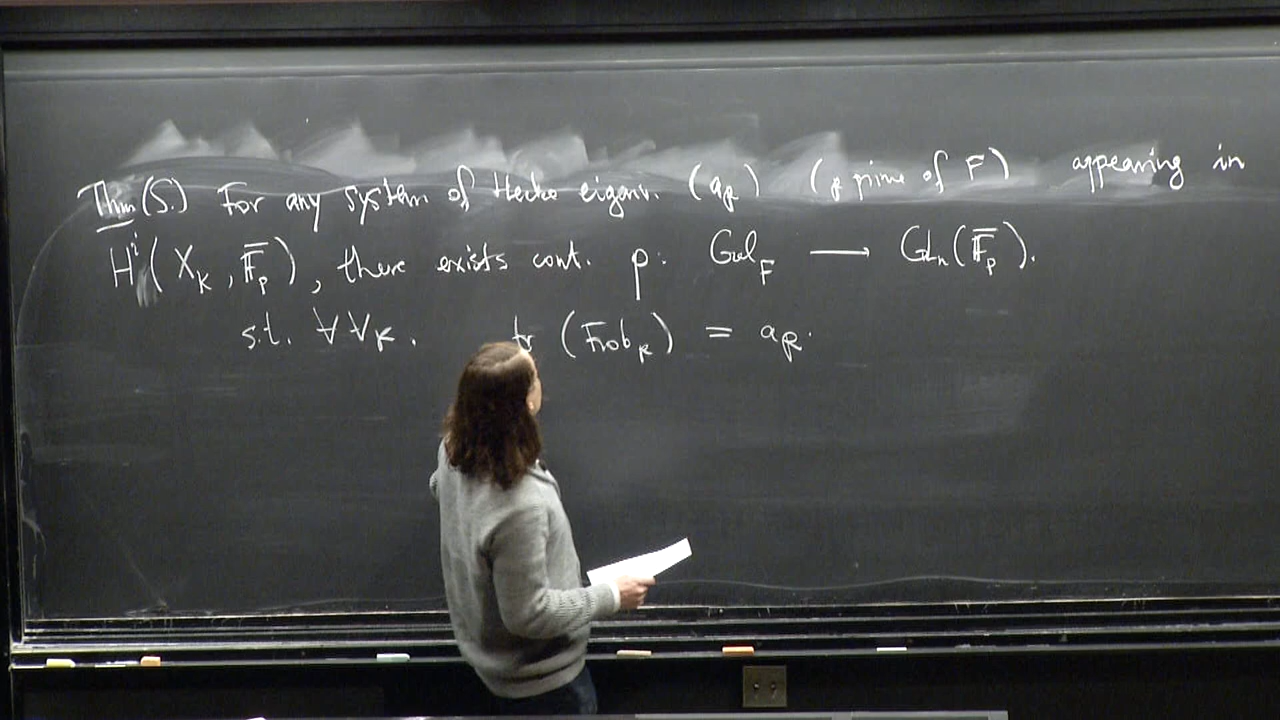 Thm (S.) For any system of Hecke eigenv. (a_𝔭) (𝔭 prime of F) appearing in
H^i(X_K, F̄_p), there exists cont. ρ: Gal_F ⟶ GL_n(F̄_p).
s.t. ∀∀𝔭. tr (Frob_𝔭) = a_𝔭.